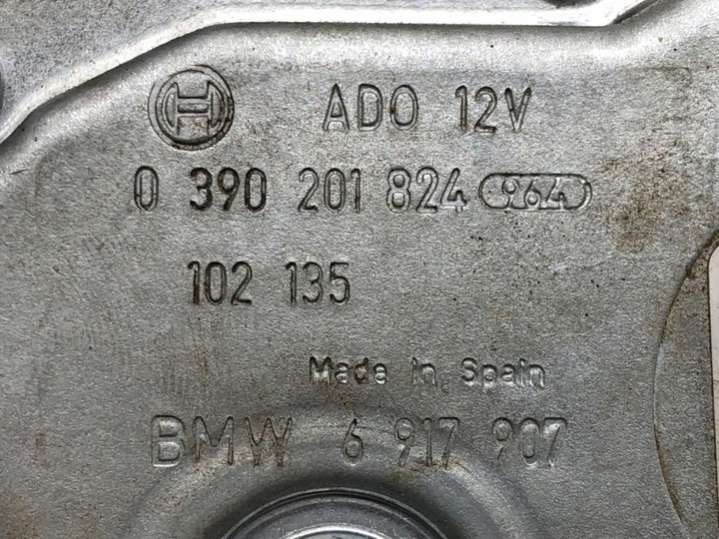 ADO 12V
0 390 201 824
102 135
Made in Spain
BMW 6 917 907